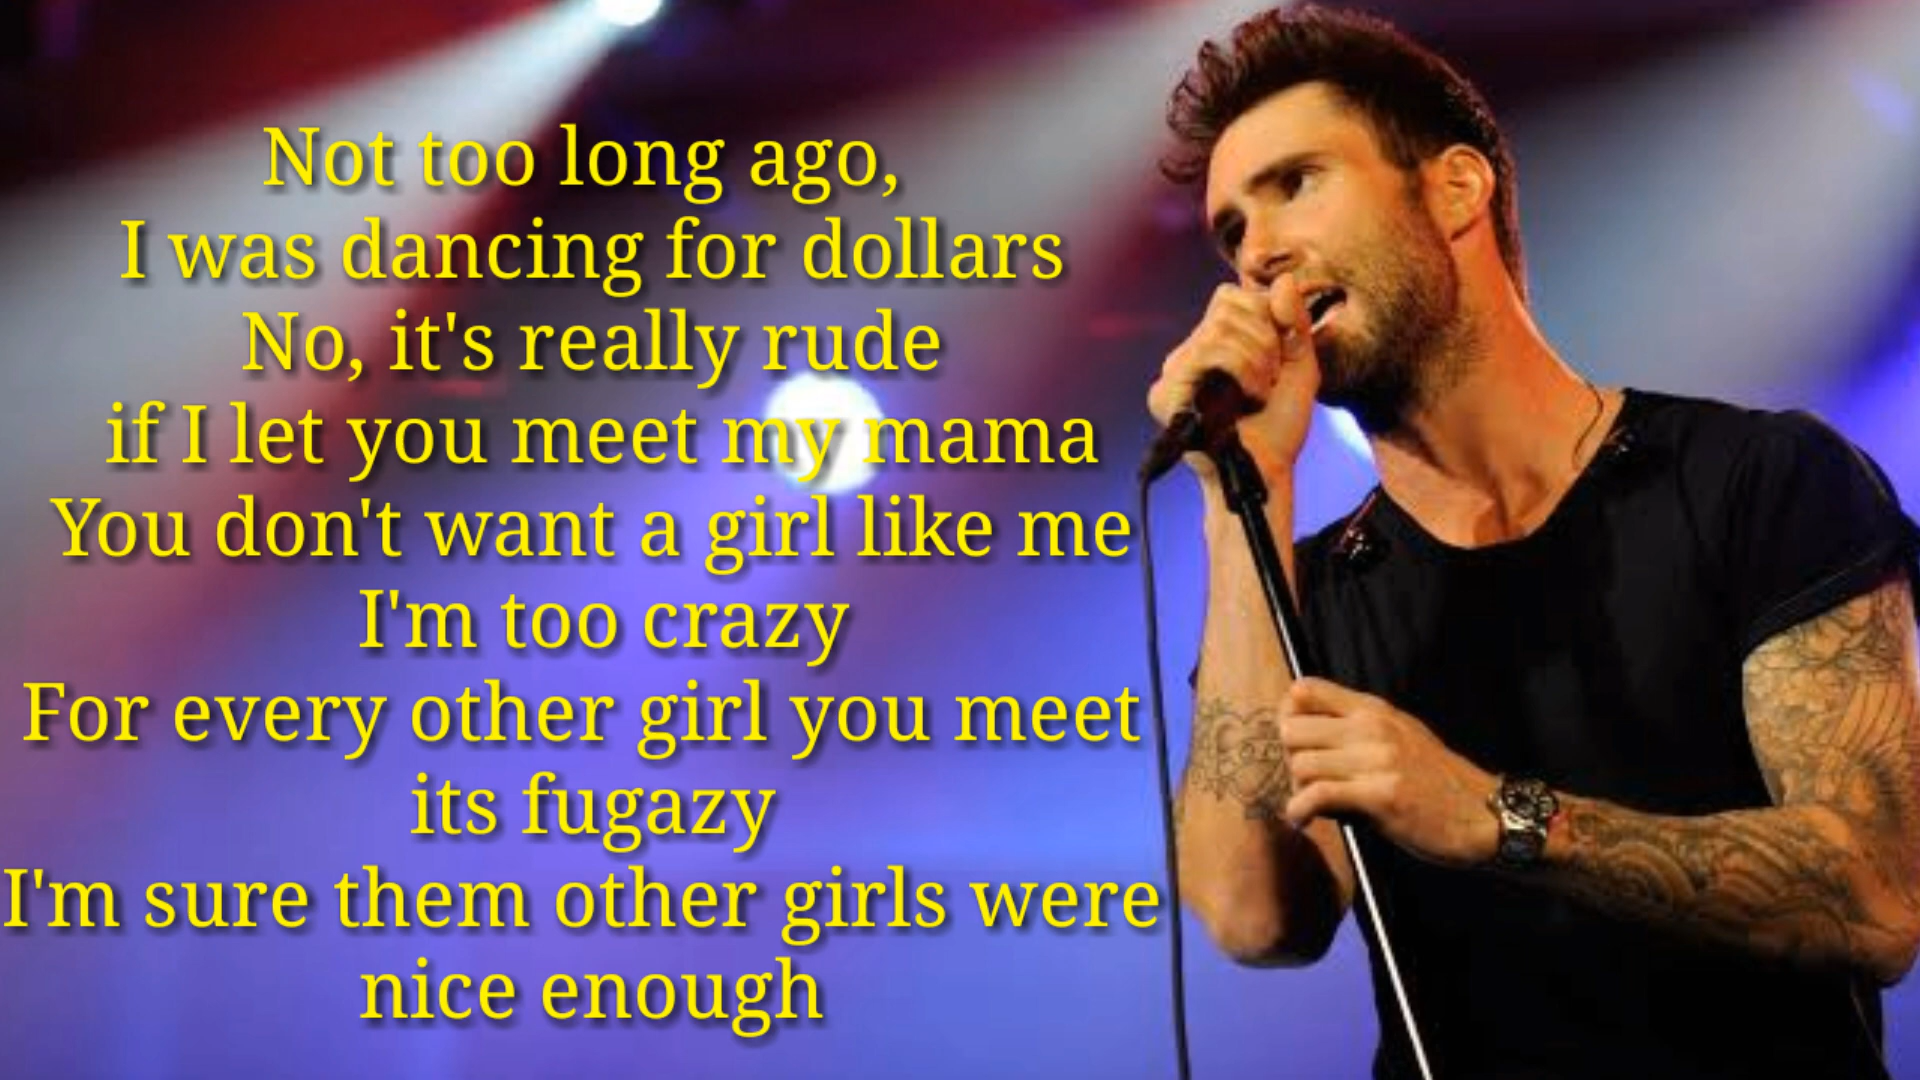 Not too long ago,
I was dancing for dollars
No, it's really rude
if I let you meet my mama
You don't want a girl like me
I'm too crazy
For every other girl you meet
its fugazy
I'm sure them other girls were
nice enough